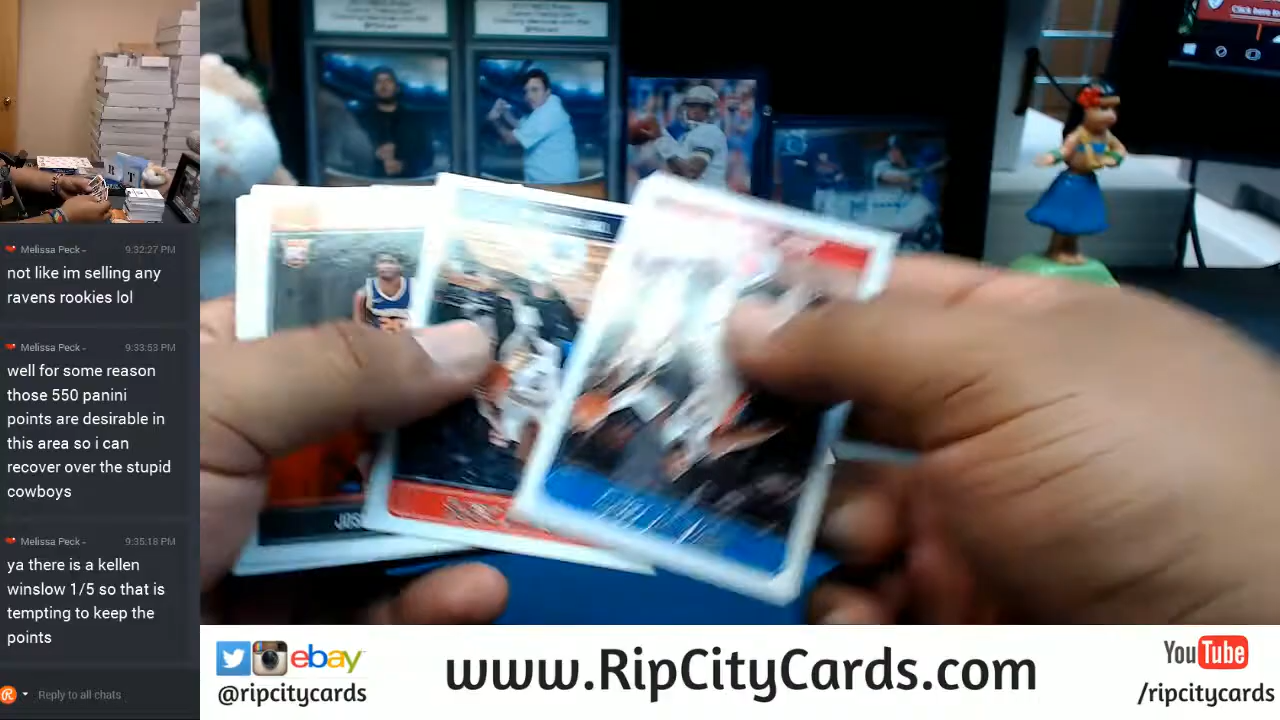 Melissa Peck- 9:32:27 PM
not like im selling any
ravens rookies lol
Melissa Peck- 9:33:53 PM
well for some reason
those 550 panini
points are desirable in
this area so i can
recover over the stupid
cowboys
Melissa Peck- 9:35:18 PM
ya there is a kellen
winslow 1/5 so that is
tempting to keep the
points
Reply to all chats
Click here
JOS
ebay
@ripcitycards
www.RipCityCards.com
YouTube
/ripcitycards